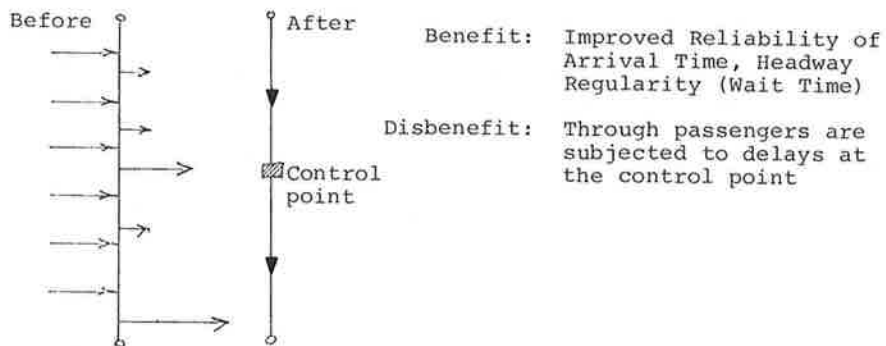 Before
After
Control
point
Benefit: Improved Reliability of
Arrival Time, Headway
Regularity (Wait Time)
Disbenefit: Through passengers are
subjected to delays at
the control point